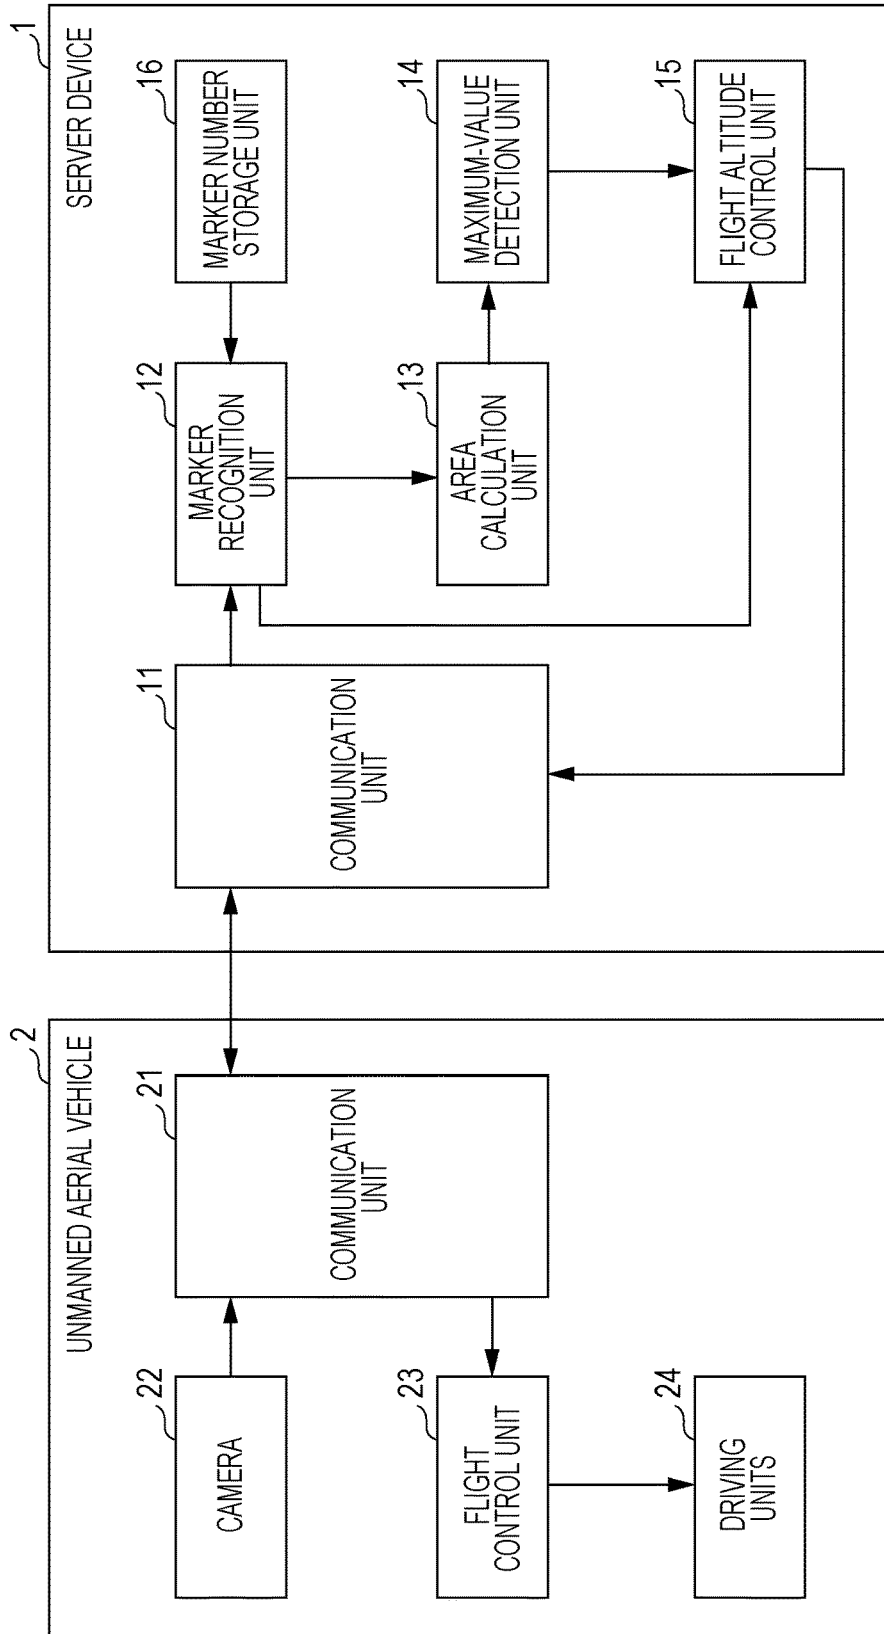 2
UNMANNED AERIAL VEHICLE
22
CAMERA
21
COMMUNICATION
UNIT
23
FLIGHT
CONTROL UNIT
24
DRIVING
UNITS
1
SERVER DEVICE
11
COMMUNICATION
UNIT
12
MARKER
RECOGNITION
UNIT
16
MARKER NUMBER
STORAGE UNIT
13
AREA
CALCULATION
UNIT
14
MAXIMUM-VALUE
DETECTION UNIT
15
FLIGHT ALTITUDE
CONTROL UNIT